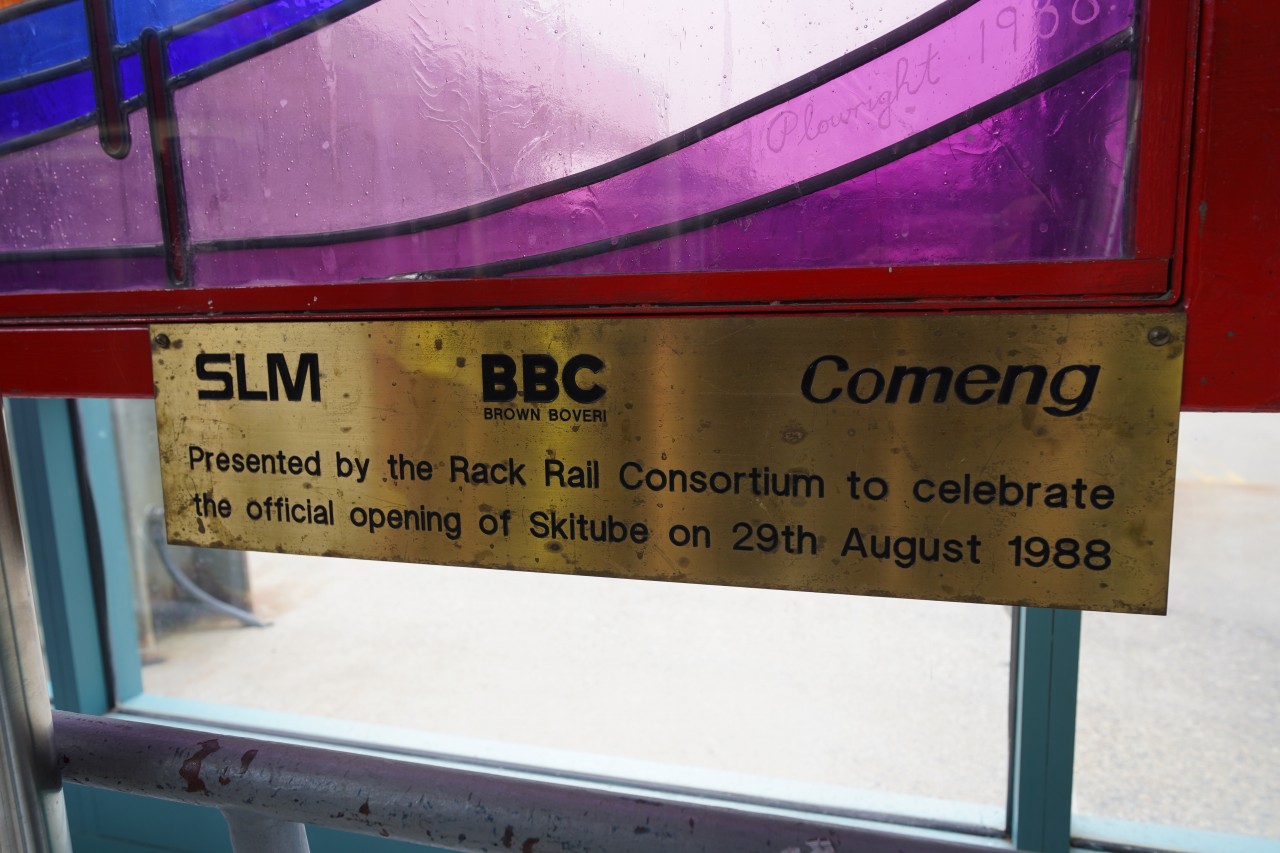 Plowright 1988.
SLM BBC Comeng
BROWN BOVERI
Presented by the Rack Rail Consortium to celebrate
the official opening of Skitube on 29th August 1988